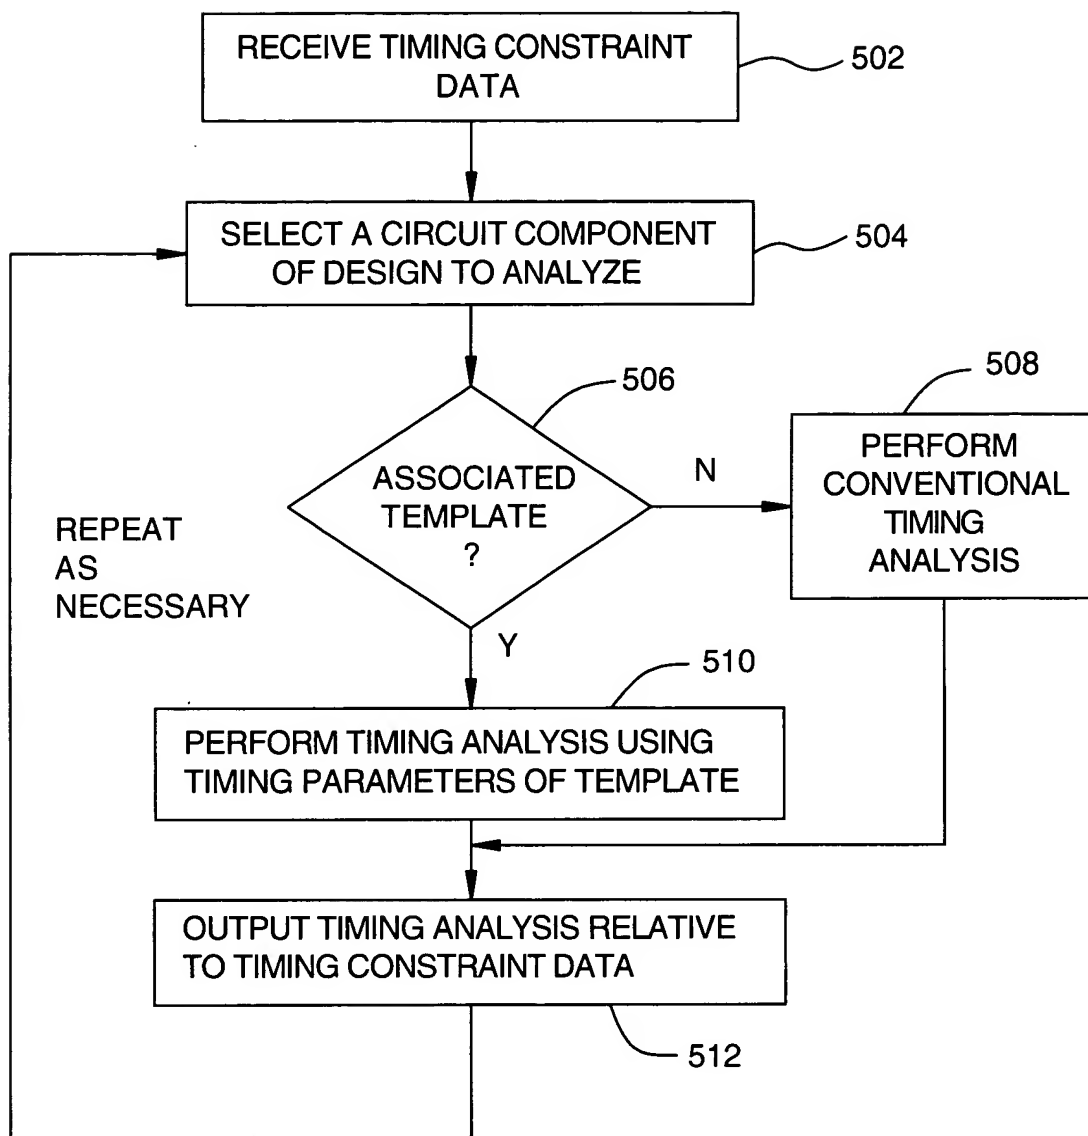 RECEIVE TIMING CONSTRAINT
DATA
502
SELECT A CIRCUIT COMPONENT
OF DESIGN TO ANALYZE
504
506
ASSOCIATED
TEMPLATE
?
N
508
PERFORM
CONVENTIONAL
TIMING
ANALYSIS
REPEAT
AS
NECESSARY
Y
510
PERFORM TIMING ANALYSIS USING
TIMING PARAMETERS OF TEMPLATE
OUTPUT TIMING ANALYSIS RELATIVE
TO TIMING CONSTRAINT DATA
512